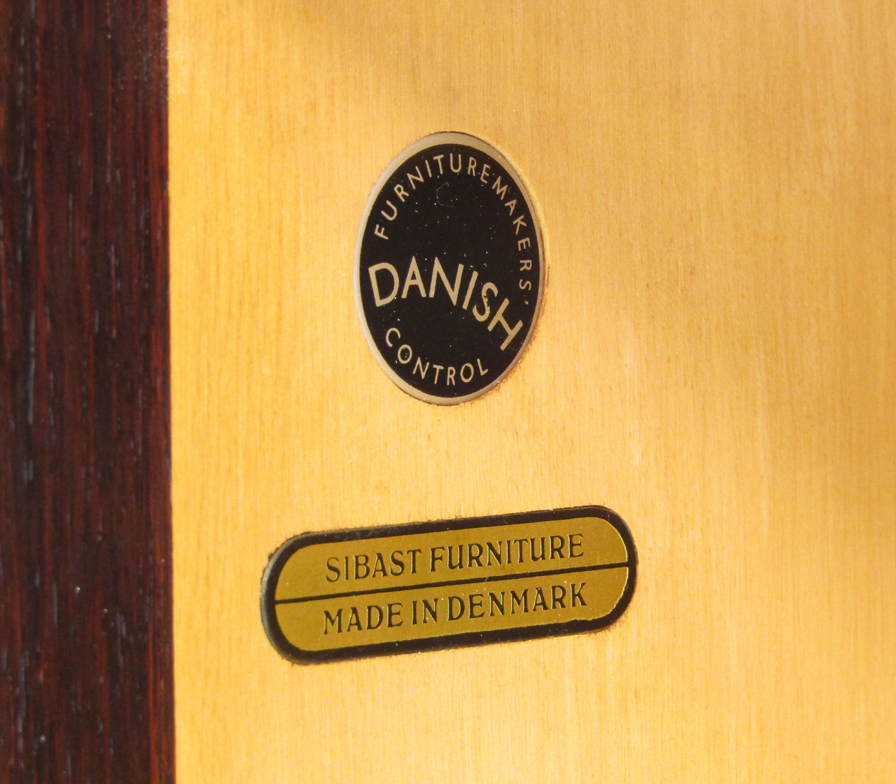 FURNITUREMAKERS'
DANISH
CONTROL
SIBAST FURNITURE
MADE IN DENMARK